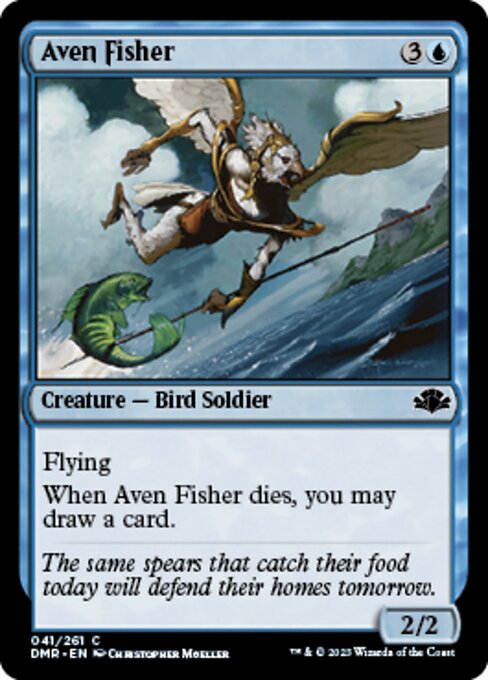 Aven Fisher 3
Creature — Bird Soldier
Flying
When Aven Fisher dies, you may
draw a card.
The same spears that catch their food
today will defend their homes tomorrow.
2/2
041/261 C
DMR • EN Christopher Moeller
™ & © 2023 Wizards of the Coast